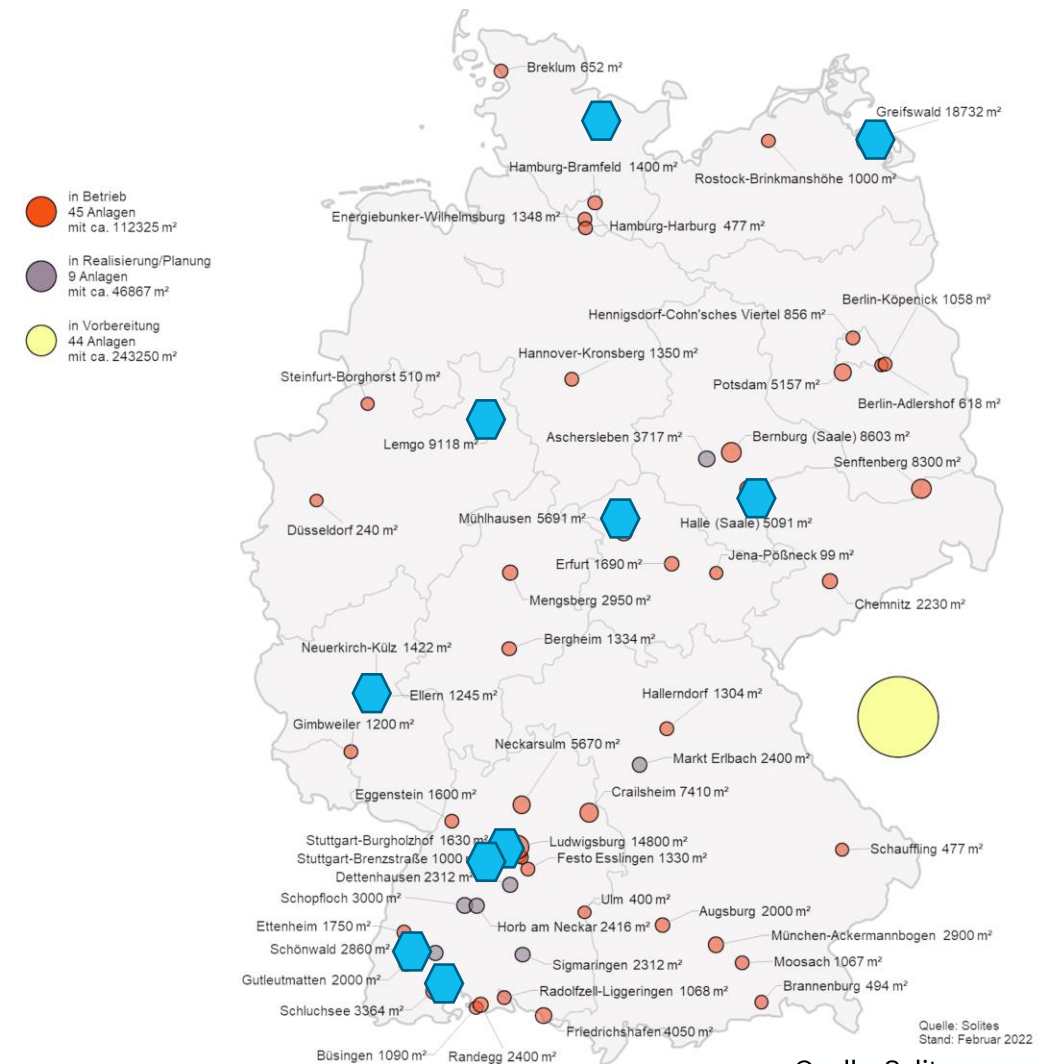 Breklum 652 m²
Greifswald 18732 m²
Hamburg-Bramfeld 1400 m²
Rostock-Brinkmanshöhe 1000 m²
in Betrieb
45 Anlagen
mit ca. 112325 m²
Energiebunker-Wilhelmsburg 1348 m²
Hamburg-Harburg 477 m²
in Realisierung/Planung
9 Anlagen
mit ca. 46867 m²
Berlin-Köpenick 1058 m²
Hennigsdorf-Cohn'sches Viertel 856 m²
in Vorbereitung
44 Anlagen
mit ca. 243250 m²
Hannover-Kronsberg 1350 m²
Steinfurt-Borghorst 510 m²
Potsdam 5157 m²
Berlin-Adlershof 618 m²
Lemgo 9118 m²
Aschersleben 3717 m²
Bernburg (Saale) 8603 m²
Senftenberg 8300 m²
Mühlhausen 5691 m²
Halle (Saale) 5091 m²
Düsseldorf 240 m²
Jena-Pößneck 99 m²
Erfurt 1690 m²
Mengsberg 2950 m²
Chemnitz 2230 m²
Bergheim 1334 m²
Neuerkirch-Külz 1422 m²
Ellern 1245 m²
Hallerndorf 1304 m²
Gimbweiler 1200 m²
Neckarsulm 5670 m²
Markt Erlbach 2400 m²
Eggenstein 1600 m²
Crailsheim 7410 m²
Stuttgart-Burgholzhof 1630 m²
Ludwigsburg 14800 m²
Schauffling 477 m²
Stuttgart-Brenzstraße 1000
Festo Esslingen 1330 m²
Dettenhausen 2312 m²
Schopfloch 3000 m²
Ulm 400 m²
Augsburg 2000 m²
Ettenheim 1750 m²
Horb am Neckar 2416 m²
München-Ackermannbogen 2900 m²
Schönwald 2860 m²
Sigmaringen 2312 m²
Moosach 1067 m²
Gutleutmatten 2000 m²
Radolfzell-Liggeringen 1068 m²
Brannenburg 494 m²
Schluchsee 3364 m²
Friedrichshafen 4050 m²
Quelle: Solites
Stand: Februar 2022
Büsingen 1090 m²
Randegg 2400 m²